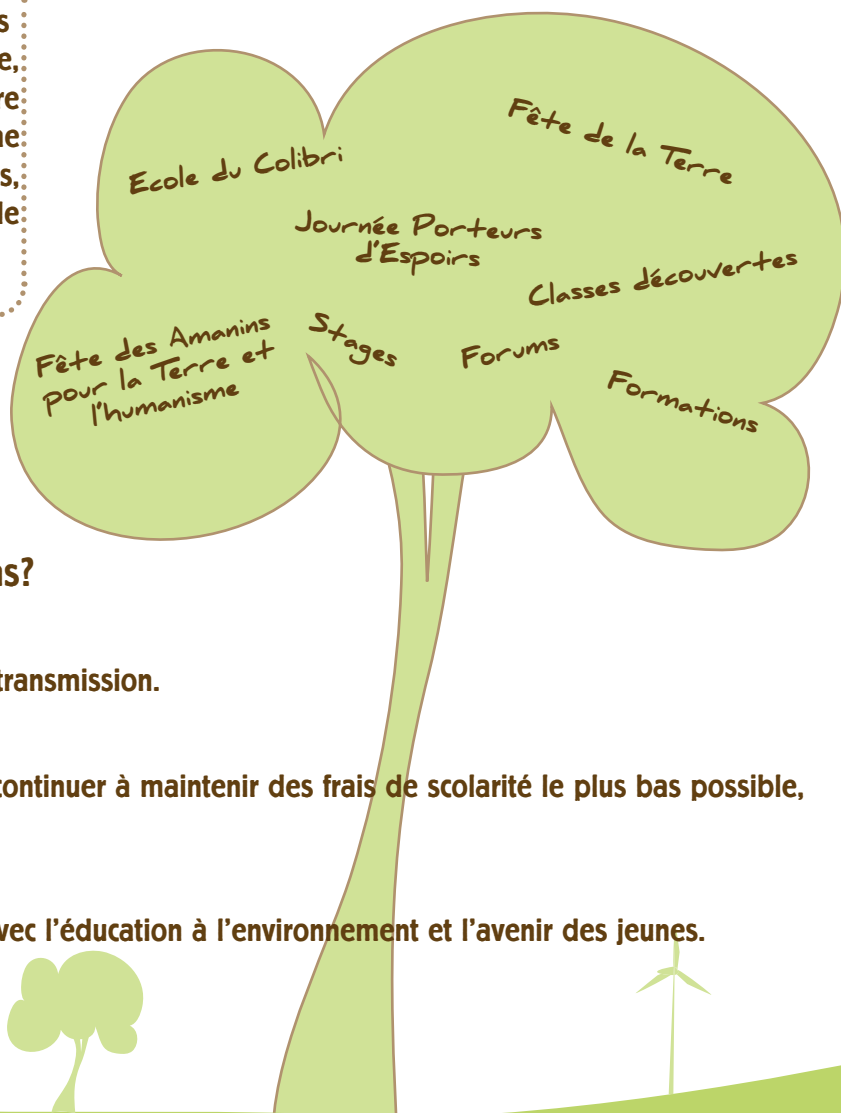 s
e,
re
ne
s,
de
Ecole du Colibri
Fête de la Terre
Journée Porteurs
d'Espoirs
Classes découvertes
Fête des Amanins
pour la Terre et
l'humanisme
Stages
Forums
Formations
ns?
transmission.
continuer à maintenir des frais de scolarité le plus bas possible,
vec l'éducation à l'environnement et l'avenir des jeunes.